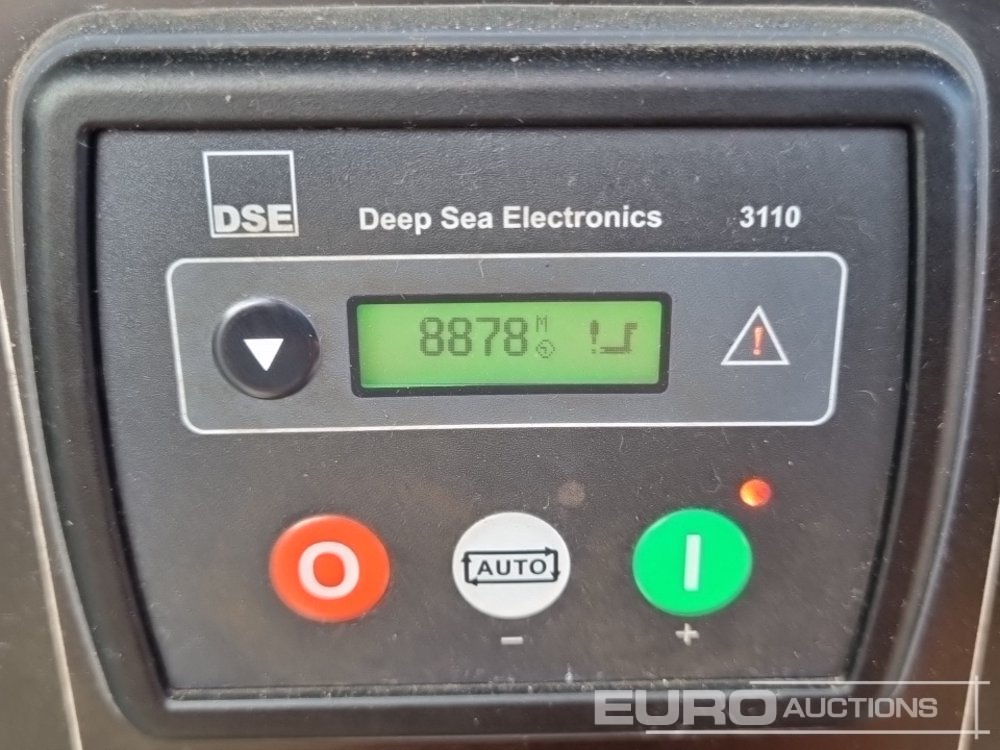 DSE
Deep Sea Electronics 3110
8878 M
!
O
AUTO
I
- +
EURO AUCTIONS